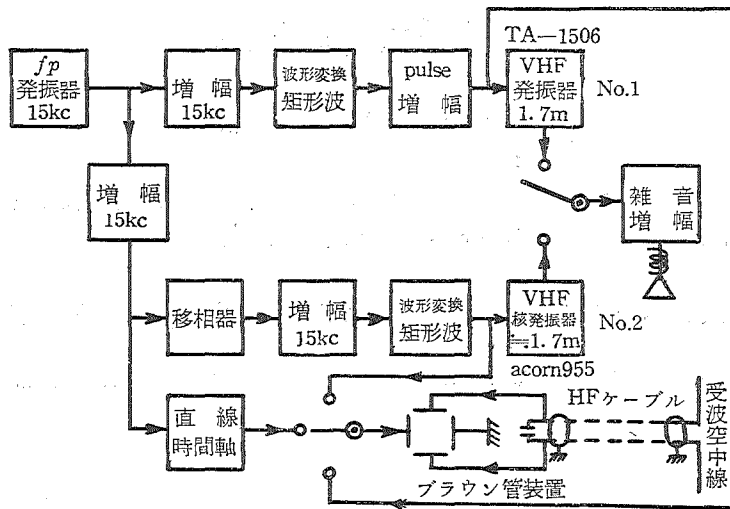 TA—1506
fp
発振器
15kc
増幅
15kc
波形変換
矩形波
pulse
増幅
VHF
発振器
1.7m
No.1
増幅
15kc
雑音
増幅
移相器
増幅
15kc
波形変換
矩形波
VHF
核発振器
≒1.7m
No.2
acorn955
直線
時間軸
HFケーブル
受波空中線
ブラウン管装置